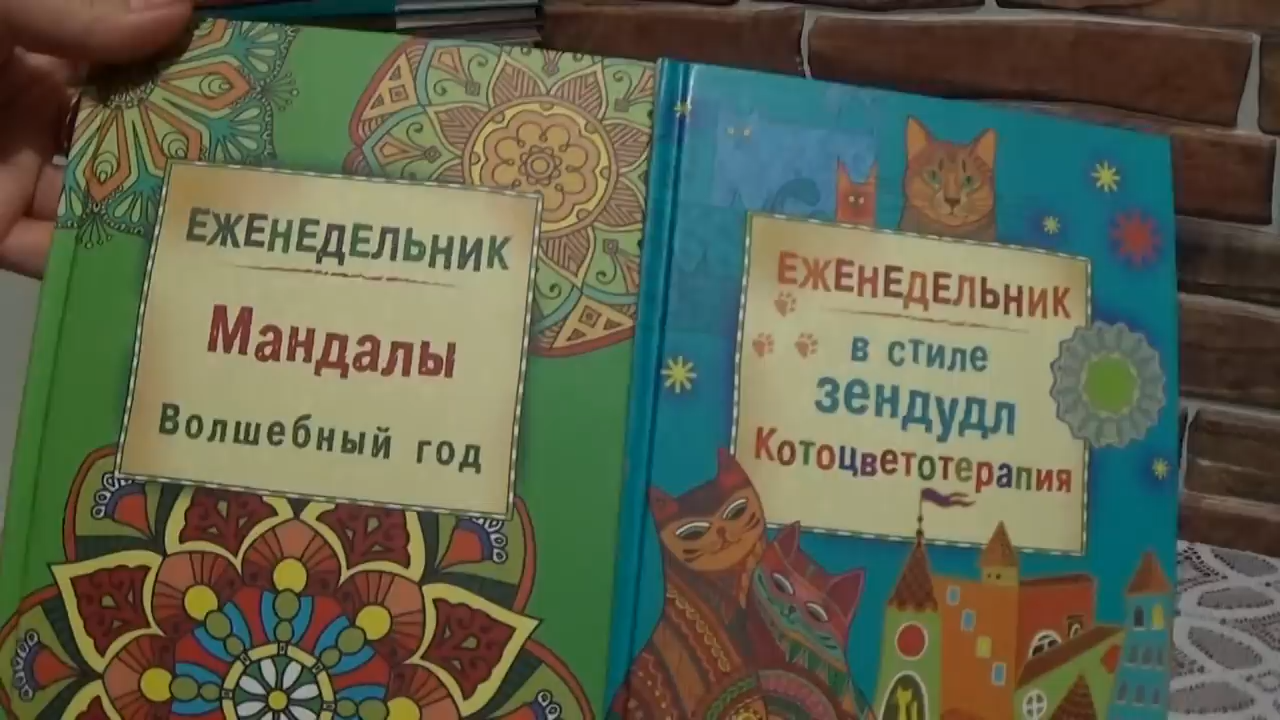 ЕЖЕНЕДЕЛЬНИК
Мандалы
Волшебный год
ЕЖЕНЕДЕЛЬНИК
в стиле
зендудл
Котоцветотерапия